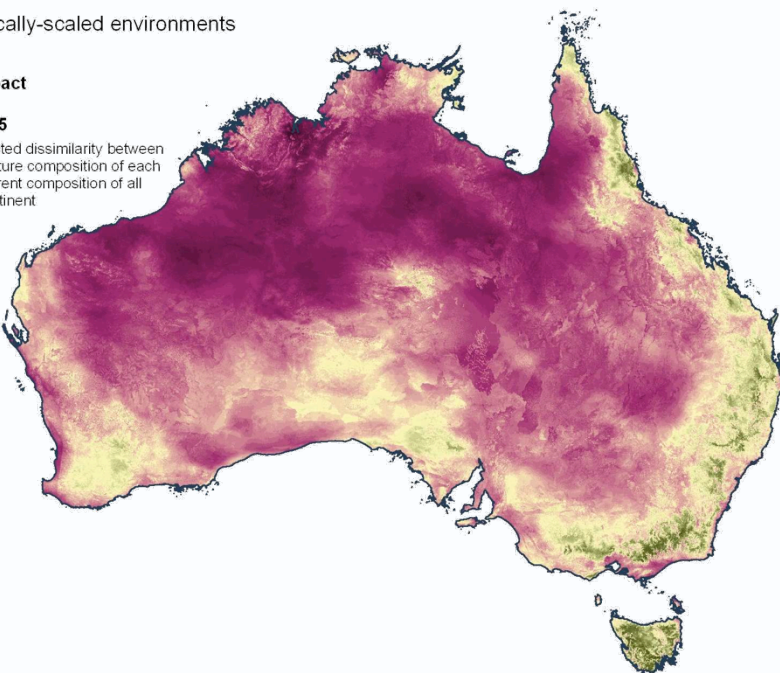 cally-scaled environments
act
5
ted dissimilarity between
ture composition of each
rent composition of all
tinent